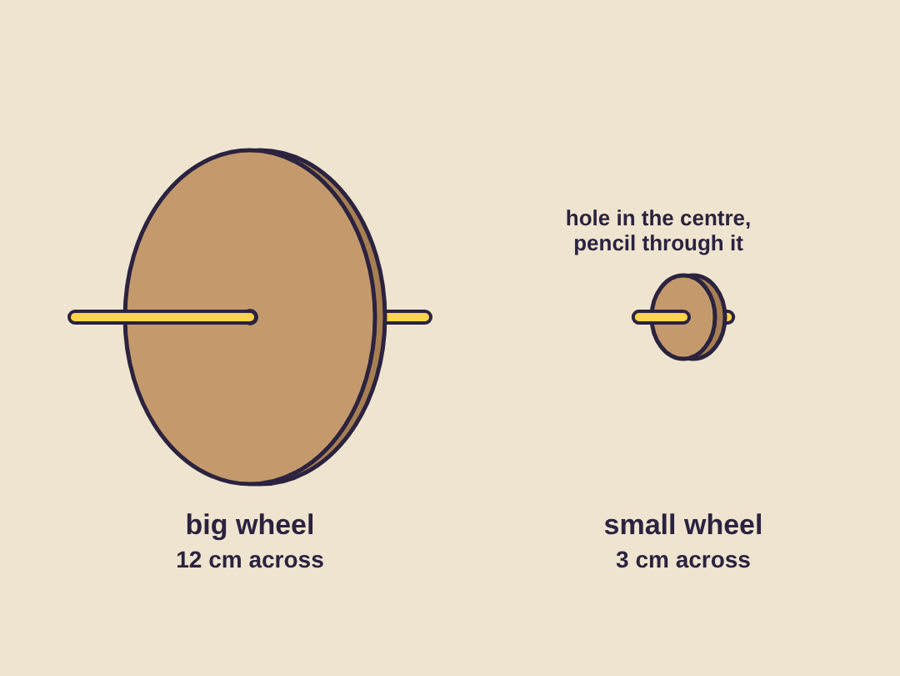 hole in the centre,
pencil through it
big wheel
12 cm across
small wheel
3 cm across